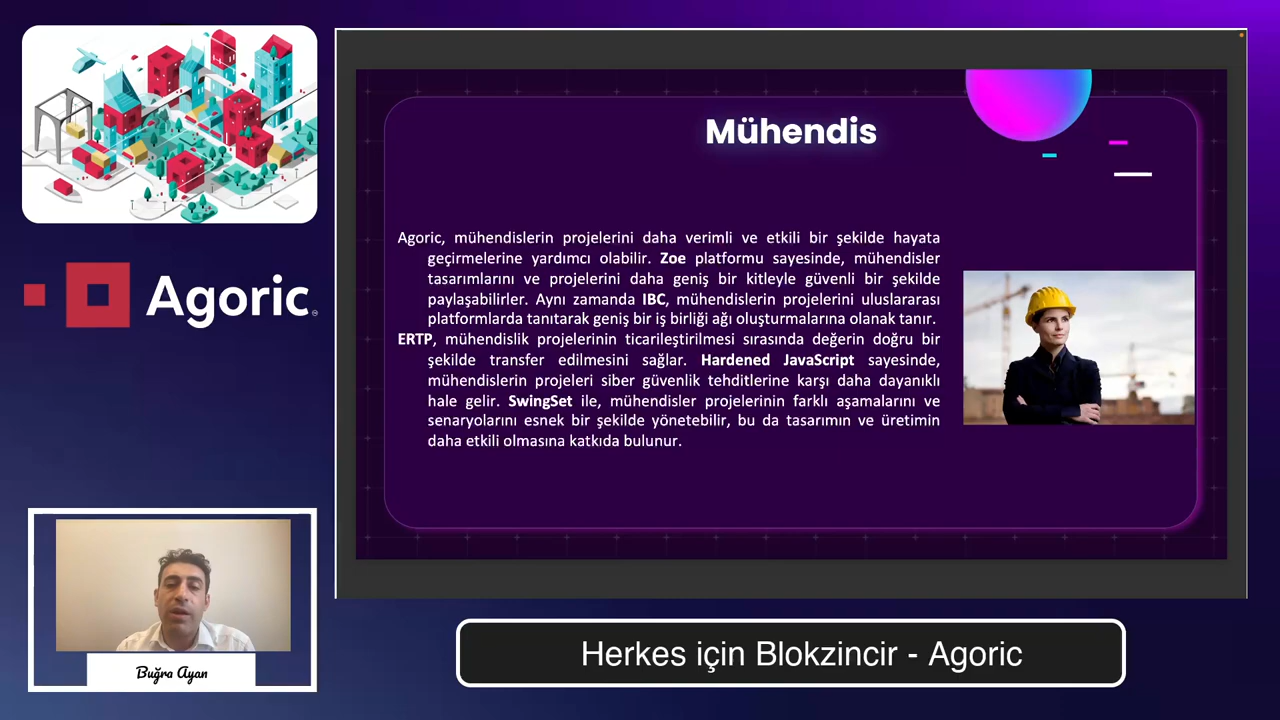 Mühendis
Agoric, mühendislerin projelerini daha verimli ve etkili bir şekilde hayata
geçirmelerine yardımcı olabilir. Zoe platformu sayesinde, mühendisler
tasarımlarını ve projelerini daha geniş bir kitleyle güvenli bir şekilde
paylaşabilirler. Aynı zamanda IBC, mühendislerin projelerini uluslararası
platformlarda tanıtarak geniş bir iş birliği ağı oluşturmalarına olanak tanır.
ERTP, mühendislik projelerinin ticarileştirilmesi sırasında değerin doğru bir
şekilde transfer edilmesini sağlar. Hardened JavaScript sayesinde,
mühendislerin projeleri siber güvenlik tehditlerine karşı daha dayanıklı
hale gelir. SwingSet ile, mühendisler projelerinin farklı aşamalarını ve
senaryolarını esnek bir şekilde yönetebilir, bu da tasarımın ve üretimin
daha etkili olmasına katkıda bulunur.
Agoric
Buğra Ayan
Herkes için Blokzincir - Agoric